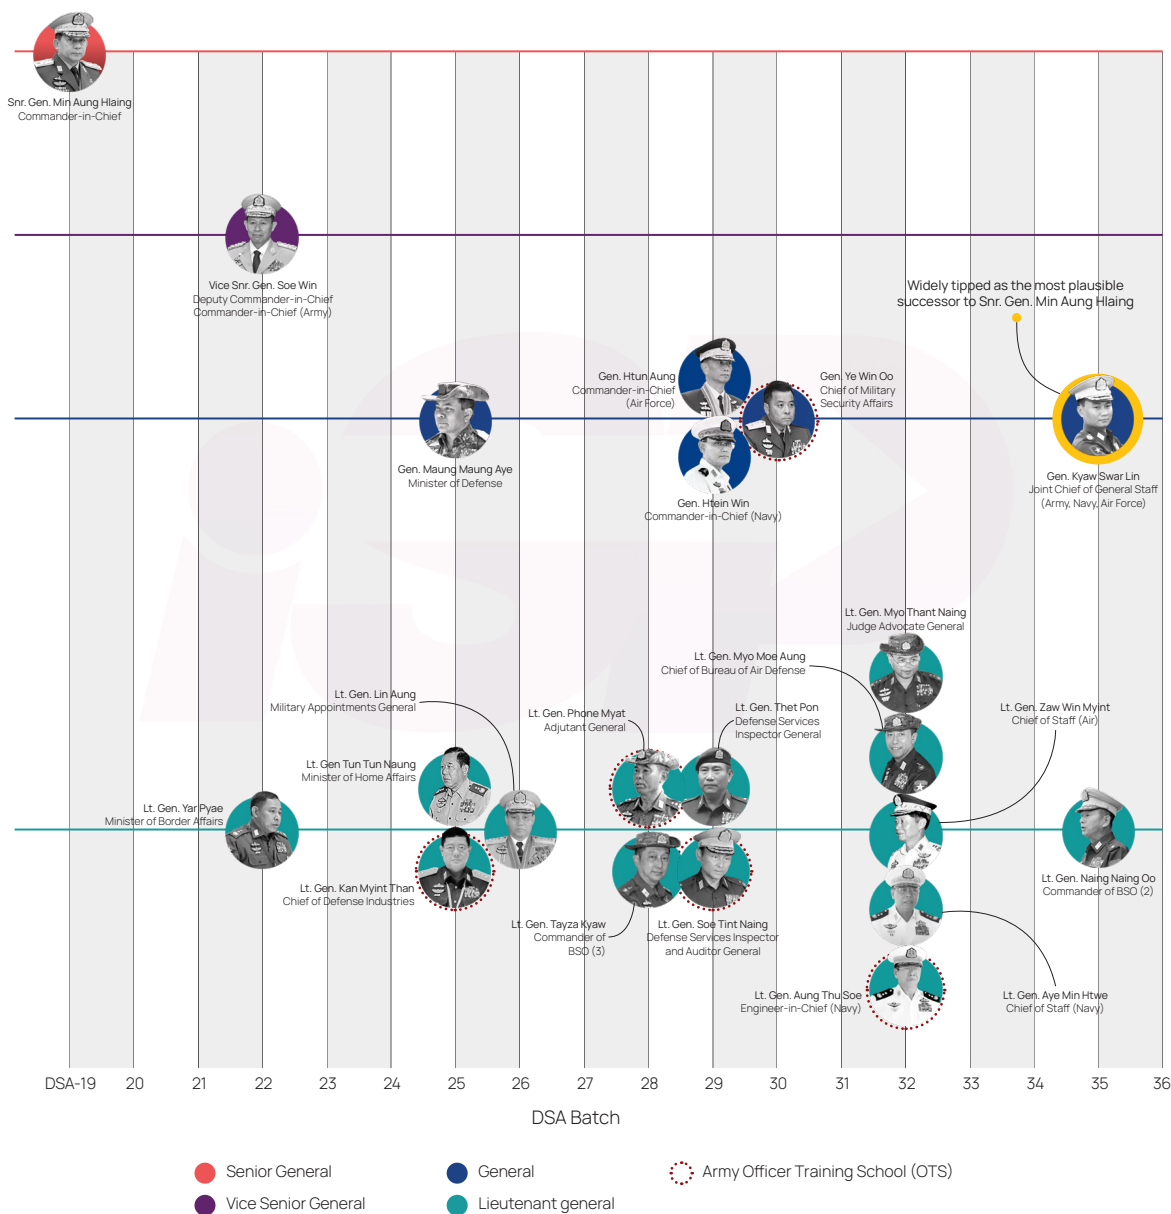 Snr. Gen. Min Aung Hlaing
Commander-in-Chief
Vice Snr. Gen. Soe Win
Deputy Commander-in-Chief
Commander-in-Chief (Army)
Widely tipped as the most plausible
successor to Snr. Gen. Min Aung Hlaing
Gen. Maung Maung Aye
Minister of Defense
Gen. Htun Aung
Commander-in-Chief
(Air Force)
Gen. Ye Win Oo
Chief of Military
Security Affairs
Gen. Htein Win
Commander-in-Chief (Navy)
Gen. Kyaw Swar Lin
Joint Chief of General Staff
(Army, Navy, Air Force)
iSP
Lt. Gen. Myo Thant Naing
Judge Advocate General
Lt. Gen. Myo Moe Aung
Chief of Bureau of Air Defense
Lt. Gen. Lin Aung
Military Appointments General
Lt. Gen. Phone Myat
Adjutant General
Lt. Gen. Thet Pon
Defense Services
Inspector General
Lt. Gen. Zaw Win Myint
Chief of Staff (Air)
Lt. Gen Tun Tun Naung
Minister of Home Affairs
Lt. Gen. Yar Pyae
Minister of Border Affairs
Lt. Gen. Kan Myint Than
Chief of Defense Industries
Lt. Gen. Tayza Kyaw
Commander of
BSO (3)
Lt. Gen. Soe Tint Naing
Defense Services Inspector
and Auditor General
Lt. Gen. Naing Naing Oo
Commander of BSO (2)
Lt. Gen. Aung Thu Soe
Engineer-in-Chief (Navy)
Lt. Gen. Aye Min Htwe
Chief of Staff (Navy)
DSA-19 20 21 22 23 24 25 26 27 28 29 30 31 32 33 34 35 36
DSA Batch
Senior General
General
Army Officer Training School (OTS)
Vice Senior General
Lieutenant general